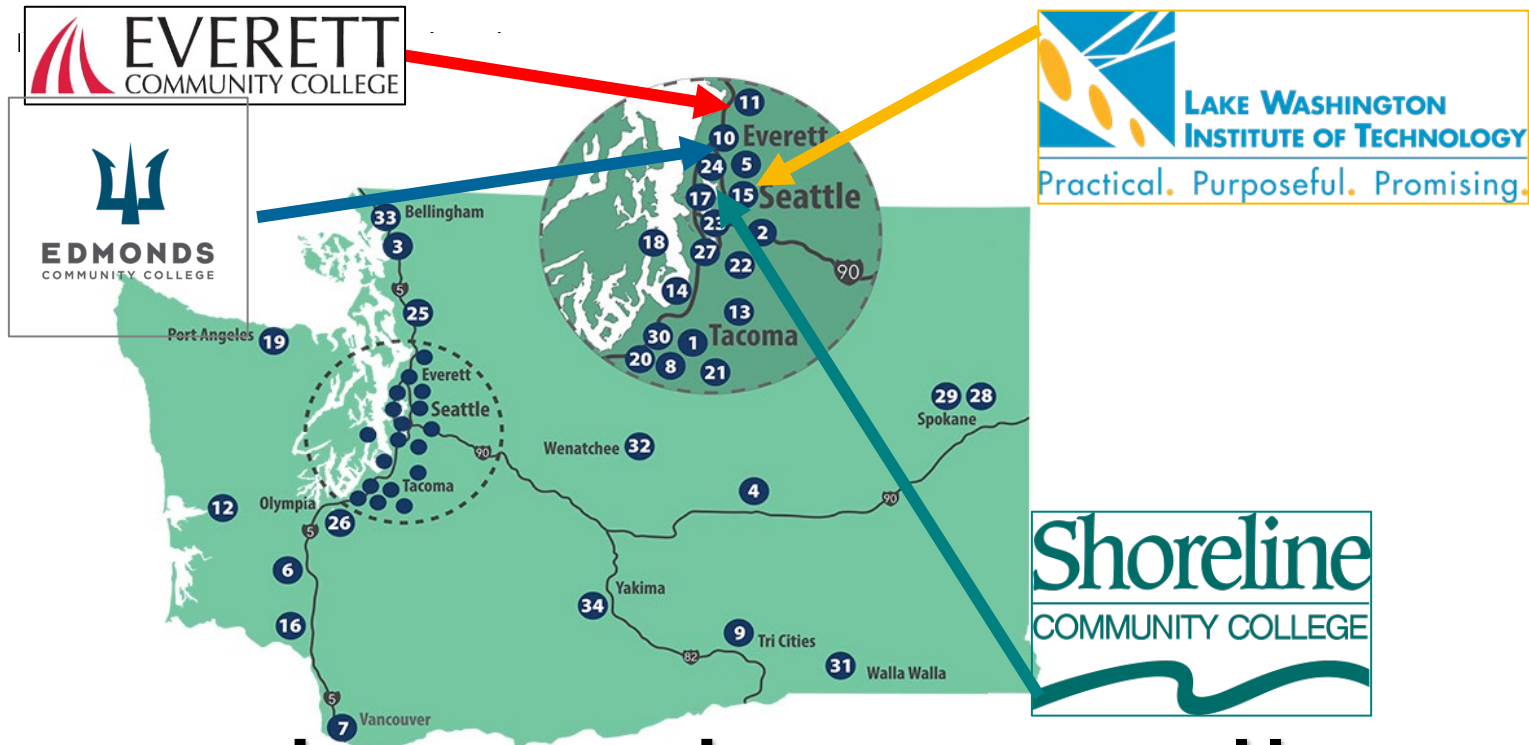 EVERETT
COMMUNITY COLLEGE
EDMONDS
COMMUNITY COLLEGE
LAKE WASHINGTON
INSTITUTE OF TECHNOLOGY
Practical. Purposeful. Promising.
11
10 Everett
24 5
17 15 Seattle
23 2
18 27 22
90
14
13
30 1 Tacoma
20 8 21
33 Bellingham
3
5
25
Port Angeles 19
Everett
Seattle
90
Tacoma
Olympia
26
12
5
6
16
5
7 Vancouver
Wenatchee 32
29 28
Spokane
4
90
Yakima
34
9 Tri Cities
82
31 Walla Walla
Shoreline
COMMUNITY COLLEGE